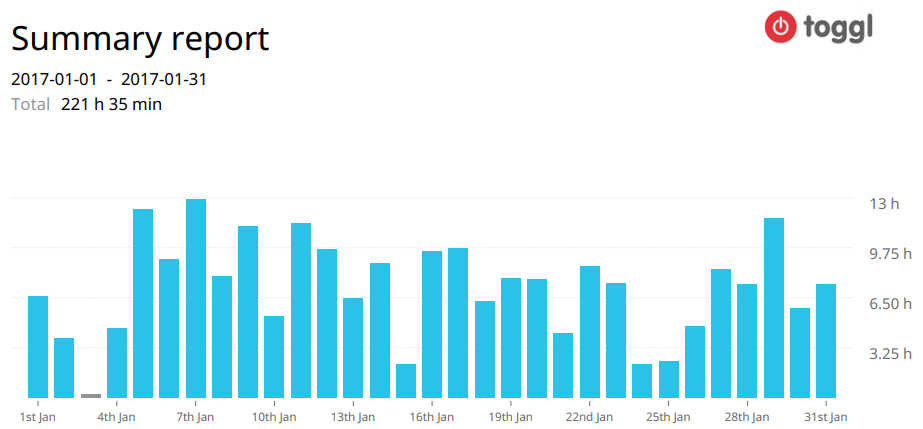 Summary report
toggl
2017-01-01 - 2017-01-31
Total 221 h 35 min
13 h
9.75 h
6.50 h
3.25 h
1st Jan 4th Jan 7th Jan 10th Jan 13th Jan 16th Jan 19th Jan 22nd Jan 25th Jan 28th Jan 31st Jan